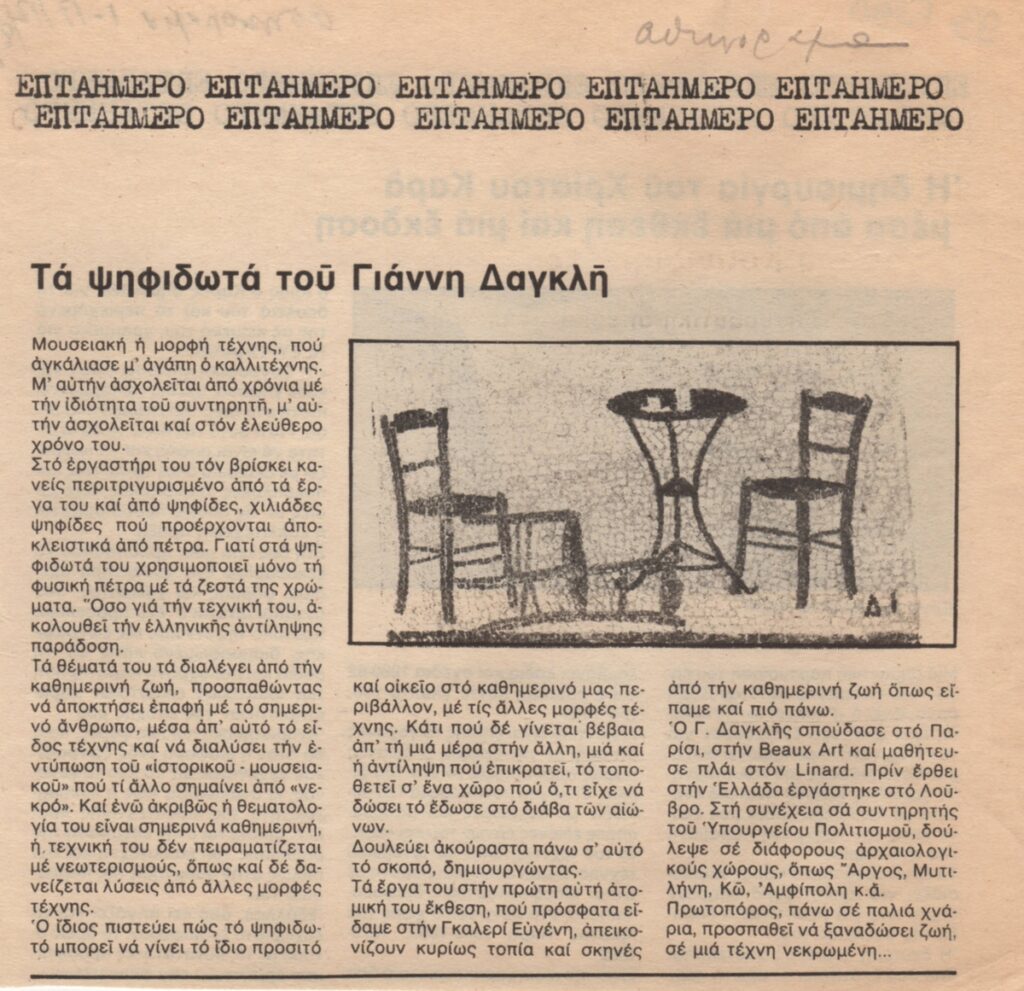 αθηνόραμα
ΕΠΤΑΗΜΕΡΟ ΕΠΤΑΗΜΕΡΟ ΕΠΤΑΗΜΕΡΟ ΕΠΤΑΗΜΕΡΟ ΕΠΤΑΗΜΕΡΟ
ΕΠΤΑΗΜΕΡΟ ΕΠΤΑΗΜΕΡΟ ΕΠΤΑΗΜΕΡΟ ΕΠΤΑΗΜΕΡΟ ΕΠΤΑΗΜΕΡΟ
Τά ψηφιδωτά τοῦ Γιάννη Δαγκλῆ
Μουσειακή ἡ μορφή τέχνης, πού
ἀγκάλιασε μ' ἀγάπη ὁ καλλιτέχνης.
Μ' αὐτήν ἀσχολεῖται ἀπό χρόνια μέ
τήν ἰδιότητα τοῦ συντηρητῆ, μ' αὐ-
τήν ἀσχολεῖται καί στόν ἐλεύθερο
χρόνο του.
Στό ἐργαστήρι του τόν βρίσκει κα-
νείς περιτριγυρισμένο ἀπό τά ἔρ-
γα του καί ἀπό ψηφίδες, χιλιάδες
ψηφίδες πού προέρχονται ἀπο-
κλειστικά ἀπό πέτρα. Γιατί στά ψη-
φιδωτά του χρησιμοποιεῖ μόνο τή
φυσική πέτρα μέ τά ζεστά της χρώ-
ματα. Ὅσο γιά τήν τεχνική του, ἀ-
κολουθεῖ τήν ἑλληνικῆς ἀντίληψης
παράδοση.
Τά θέματά του τά διαλέγει ἀπό τήν
καθημερινή ζωή, προσπαθώντας
νά ἀποκτήσει ἐπαφή μέ τό σημερι-
νό ἄνθρωπο, μέσα ἀπ' αὐτό τό εἶ-
δος τέχνης καί νά διαλύσει τήν ἐ-
ντύπωση τοῦ «ἱστορικοῦ - μουσεια-
κοῦ» πού τί ἄλλο σημαίνει ἀπό «νε-
κρό». Καί ἐνῶ ἀκριβῶς ἡ θεματολο-
γία του εἶναι σημερινά καθημερινή,
ἡ τεχνική του δέν πειραματίζεται
μέ νεωτερισμούς, ὅπως καί δέ δα-
νείζεται λύσεις ἀπό ἄλλες μορφές
τέχνης.
Ὁ ἴδιος πιστεύει πώς τό ψηφιδω-
τό μπορεῖ νά γίνει τό ἴδιο προσιτό
Δ Ι
καί οἰκεῖο στό καθημερινό μας πε-
ριβάλλον, μέ τίς ἄλλες μορφές τέ-
χνης. Κάτι πού δέ γίνεται βέβαια
ἀπ' τή μιά μέρα στήν ἄλλη, μιά καί
ἡ ἀντίληψη πού ἐπικρατεῖ, τό τοπο-
θετεῖ σ' ἕνα χῶρο πού ὅ,τι εἶχε νά
δώσει τό ἔδωσε στό διάβα τῶν αἰώ-
νων.
Δουλεύει ἀκούραστα πάνω σ' αὐτό
τό σκοπό, δημιουργώντας.
Τά ἔργα του στήν πρώτη αὐτή ἀτο-
μική του ἔκθεση, πού πρόσφατα εἴ-
δαμε στήν Γκαλερί Εὐγένη, ἀπεικο-
νίζουν κυρίως τοπία καί σκηνές
ἀπό τήν καθημερινή ζωή ὅπως εἴ-
παμε καί πιό πάνω.
Ὁ Γ. Δαγκλῆς σπούδασε στό Πα-
ρίσι, στήν Beaux Art καί μαθήτευ-
σε πλάι στόν Linard. Πρίν ἔρθει
στήν Ἑλλάδα ἐργάστηκε στό Λοῦ-
βρο. Στή συνέχεια σά συντηρητής
τοῦ Ὑπουργείου Πολιτισμοῦ, δού-
λεψε σέ διάφορους ἀρχαιολογι-
κούς χώρους, ὅπως Ἄργος, Μυτι-
λήνη, Κῶ, Ἀμφίπολη κ.ἄ.
Πρωτοπόρος, πάνω σέ παλιά χνά-
ρια, προσπαθεῖ νά ξαναδώσει ζωή,
σέ μιά τέχνη νεκρωμένη...